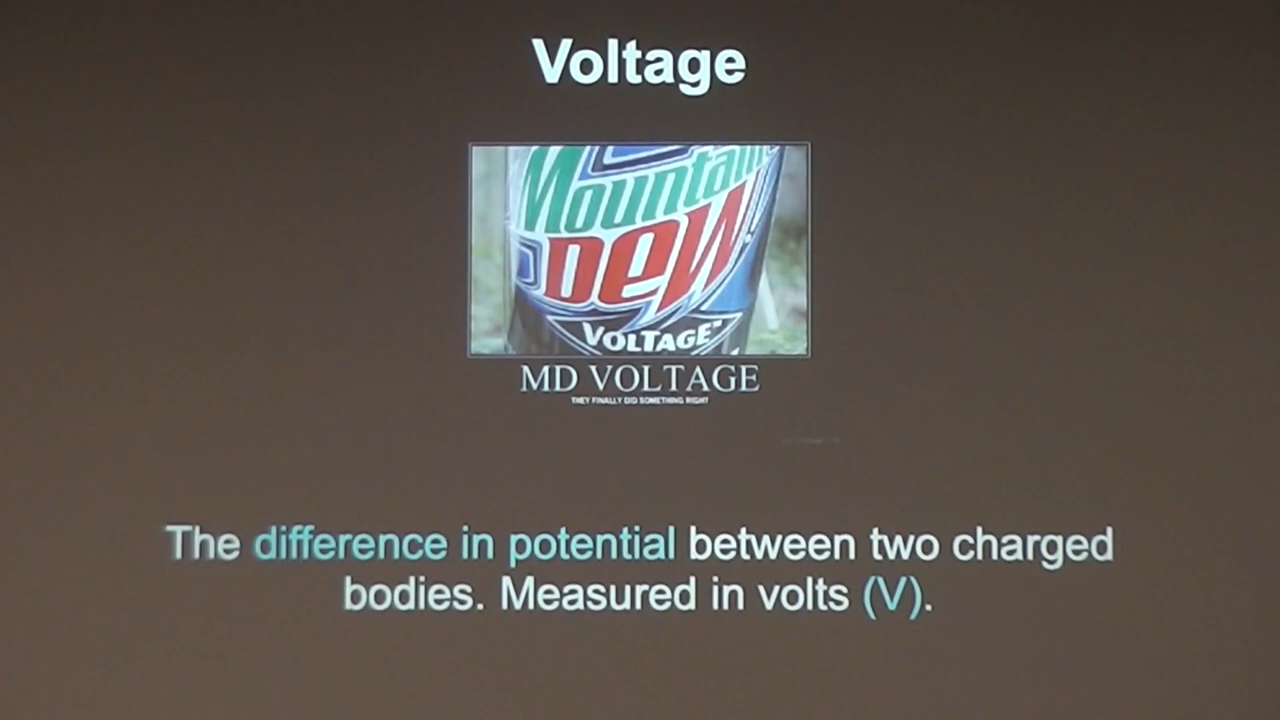 Voltage
Mountain
Dew
VOLTAGE™
MD VOLTAGE
THEY FINALLY DID SOMETHING RIGHT
The difference in potential between two charged
bodies. Measured in volts (V).